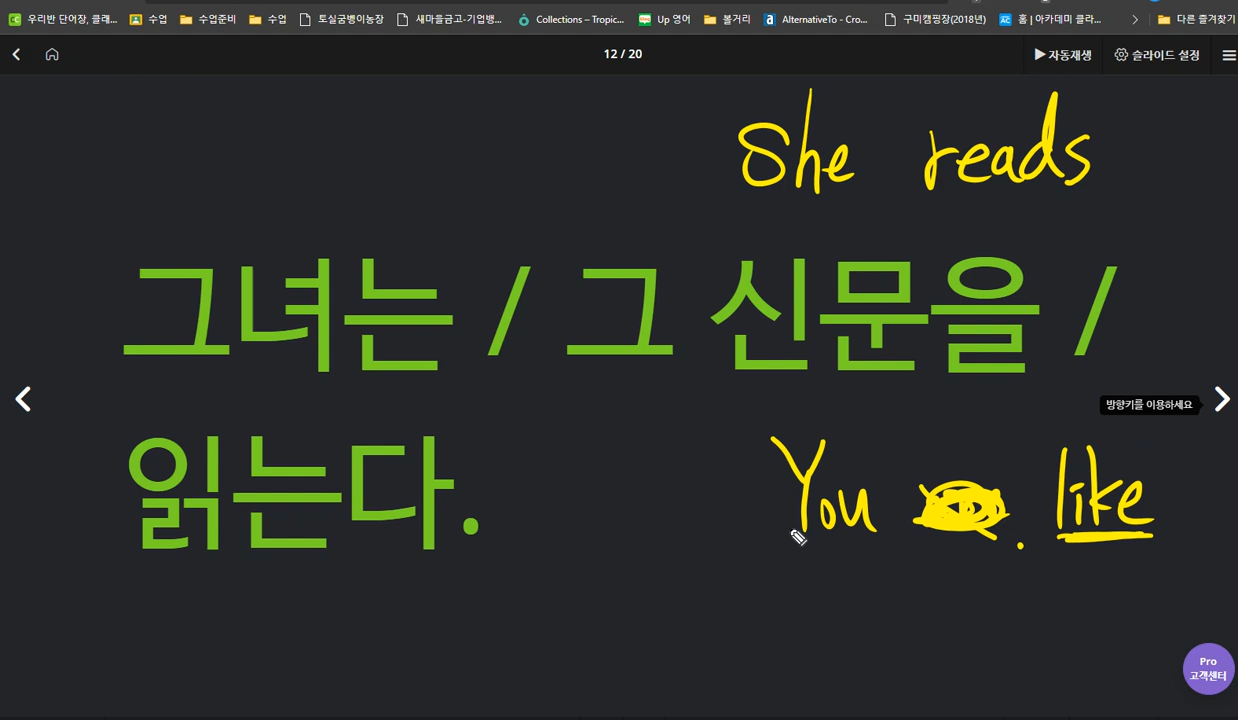 우리반 단어장, 클래... 수업 수업준비 수업 토실굼벵이농장 새마을금고-기업뱅... Collections – Tropic... Up 영어 볼거리 AlternativeTo - Cro... 구미캠핑장(2018년) 홈 | 아카데미 클라... 다른 즐겨찾기
12 / 20 자동재생 슬라이드 설정
She reads
그녀는 / 그 신문을 /
방향키를 이용하세요
읽는다.
You . like
Pro
고객센터